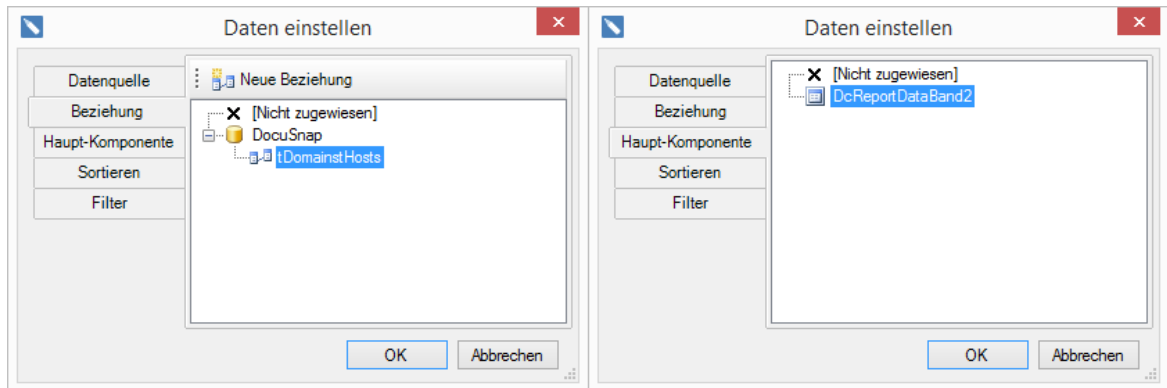 Daten einstellen
Datenquelle
Beziehung
Haupt-Komponente
Sortieren
Filter
Neue Beziehung
[Nicht zugewiesen]
DocuSnap
tDomainstHosts
OK
Abbrechen
Daten einstellen
Datenquelle
Beziehung
Haupt-Komponente
Sortieren
Filter
[Nicht zugewiesen]
DcReportDataBand2
OK
Abbrechen